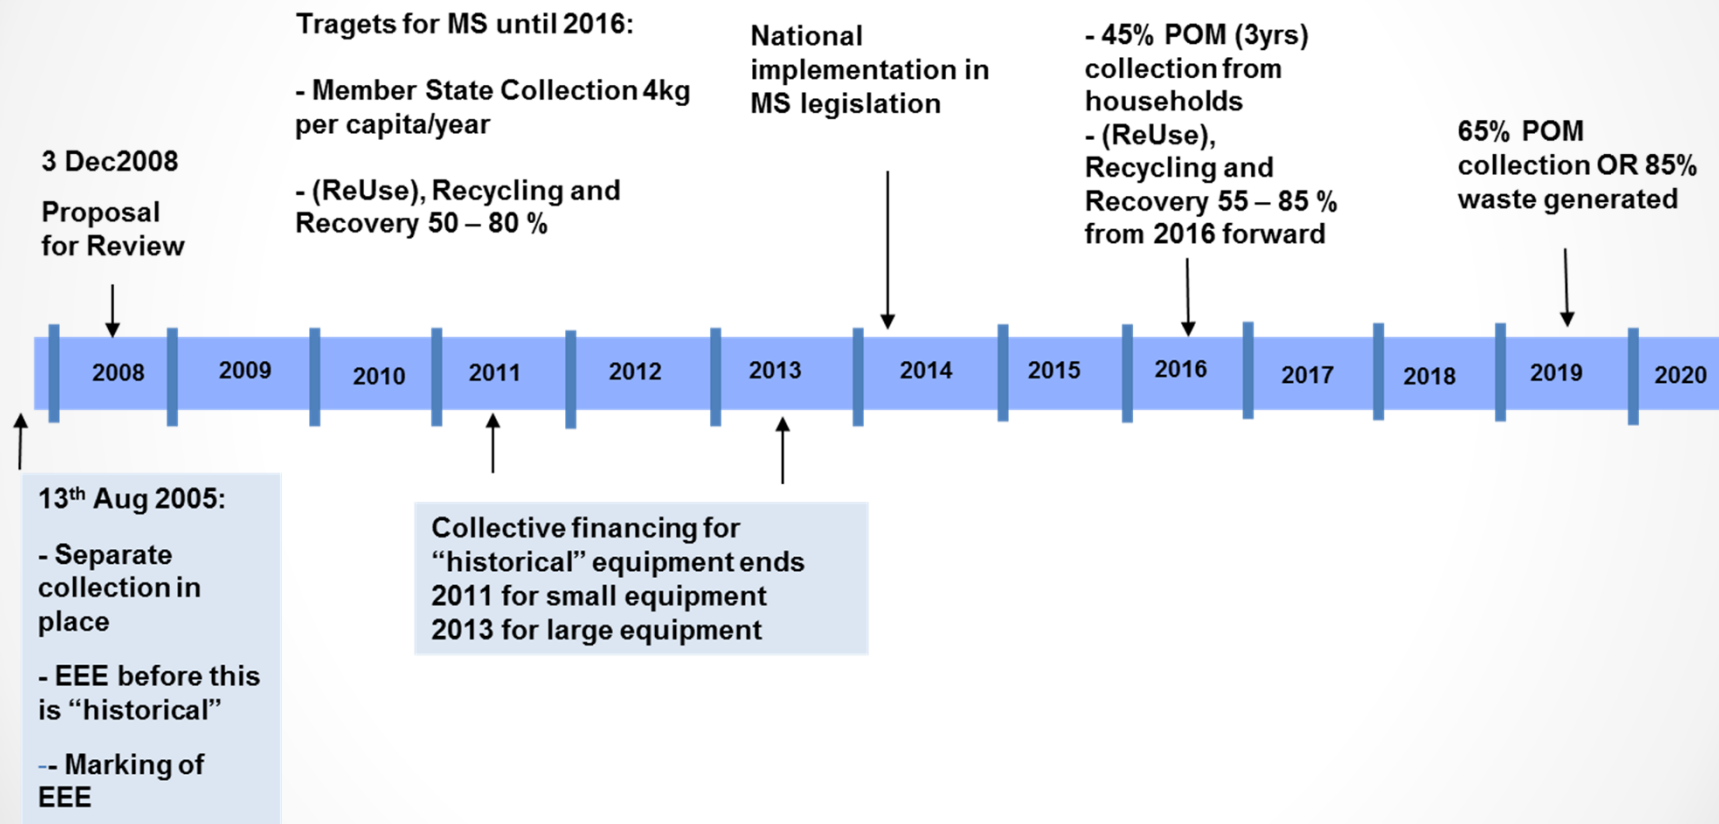 Tragets for MS until 2016:
- Member State Collection 4kg
per capita/year
- (ReUse), Recycling and
Recovery 50 – 80 %
National
implementation in
MS legislation
- 45% POM (3yrs)
collection from
households
- (ReUse),
Recycling and
Recovery 55 – 85 %
from 2016 forward
65% POM
collection OR 85%
waste generated
3 Dec2008
Proposal
for Review
2008
2009
2010
2011
2012
2013
2014
2015
2016
2017
2018
2019
2020
13th Aug 2005:
- Separate
collection in
place
- EEE before this
is “historical”
-- Marking of
EEE
Collective financing for
“historical” equipment ends
2011 for small equipment
2013 for large equipment